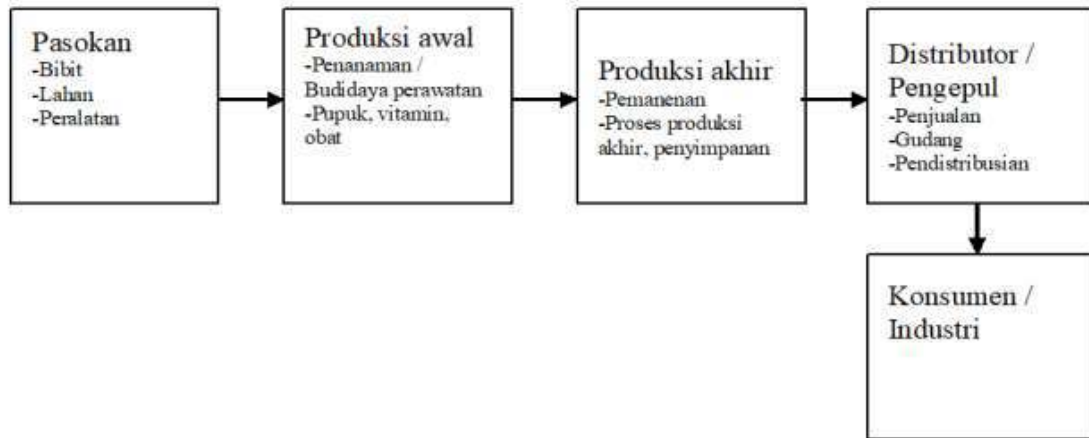 Pasokan
-Bibit
-Lahan
-Peralatan
Produksi awal
-Penanaman /
Budidaya perawatan
-Pupuk, vitamin,
obat
Produksi akhir
-Pemanenan
-Proses produksi
akhir, penyimpanan
Distributor /
Pengepul
-Penjualan
-Gudang
-Pendistribusian
Konsumen /
Industri